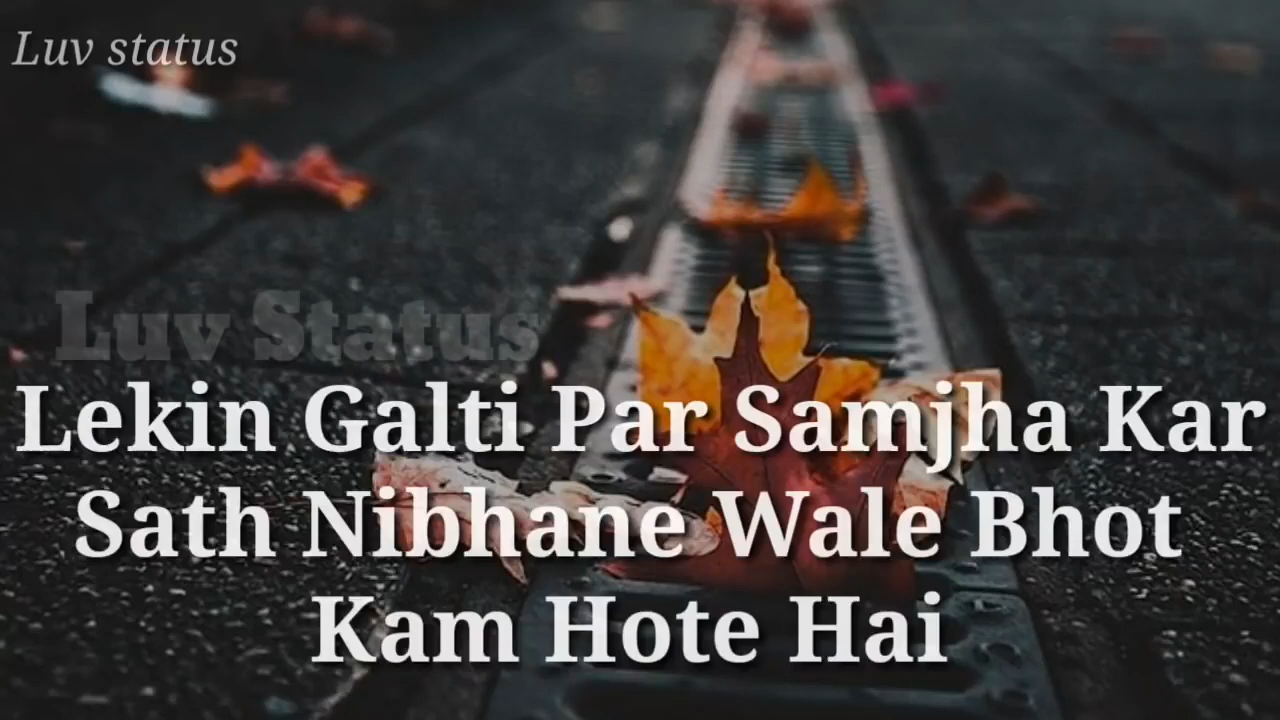 Luv status
Luv Status
Lekin Galti Par Samjha Kar
Sath Nibhane Wale Bhot
Kam Hote Hai